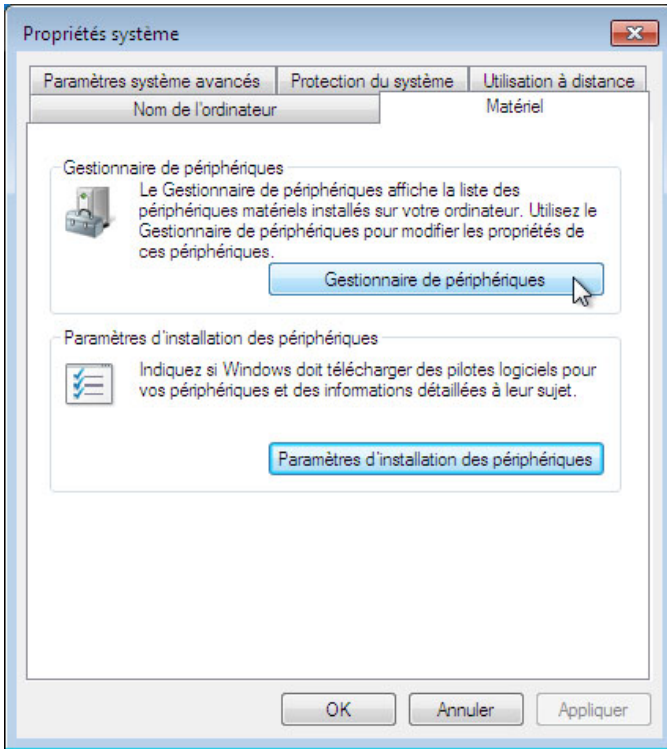 Propriétés système
Paramètres système avancés
Protection du système
Utilisation à distance
Nom de l'ordinateur
Matériel
Gestionnaire de périphériques
Le Gestionnaire de périphériques affiche la liste des
périphériques matériels installés sur votre ordinateur. Utilisez le
Gestionnaire de périphériques pour modifier les propriétés de
ces périphériques.
Gestionnaire de périphériques
Paramètres d'installation des périphériques
Indiquez si Windows doit télécharger des pilotes logiciels pour
vos périphériques et des informations détaillées à leur sujet.
Paramètres d'installation des périphériques
OK
Annuler
Appliquer